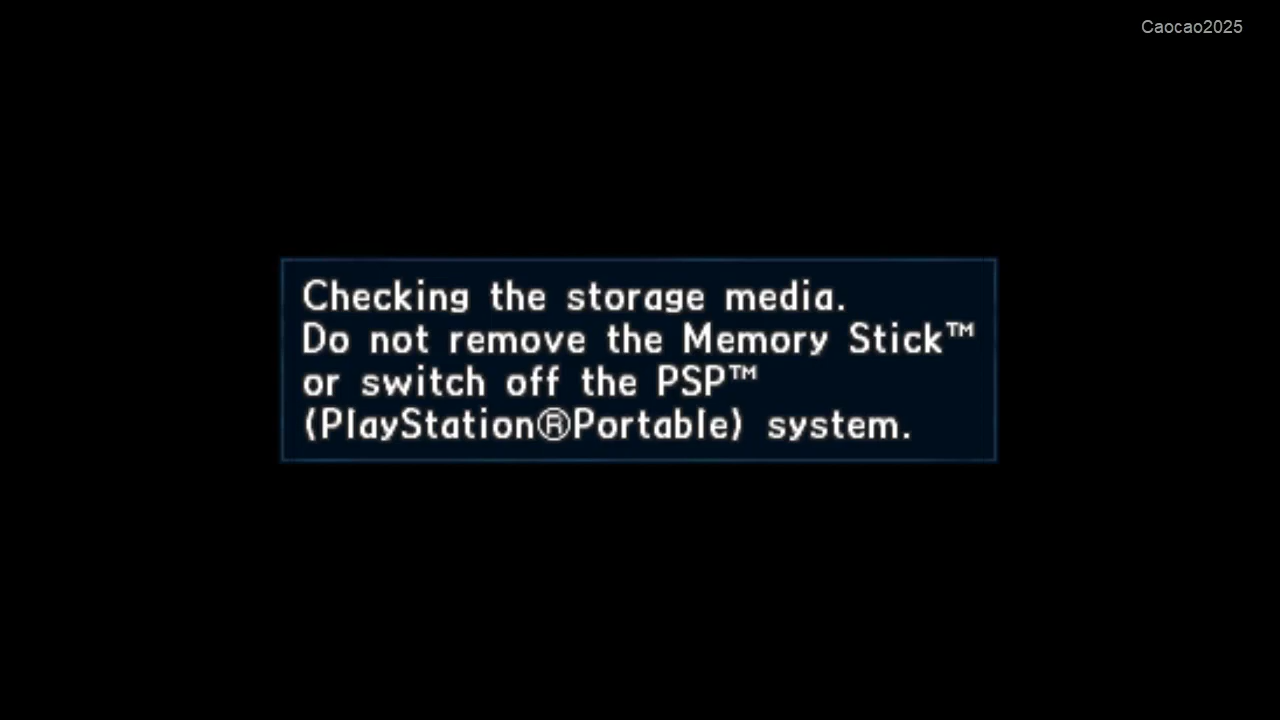 Caocao2025
Checking the storage media.
Do not remove the Memory Stick™
or switch off the PSP™
(PlayStation®Portable) system.